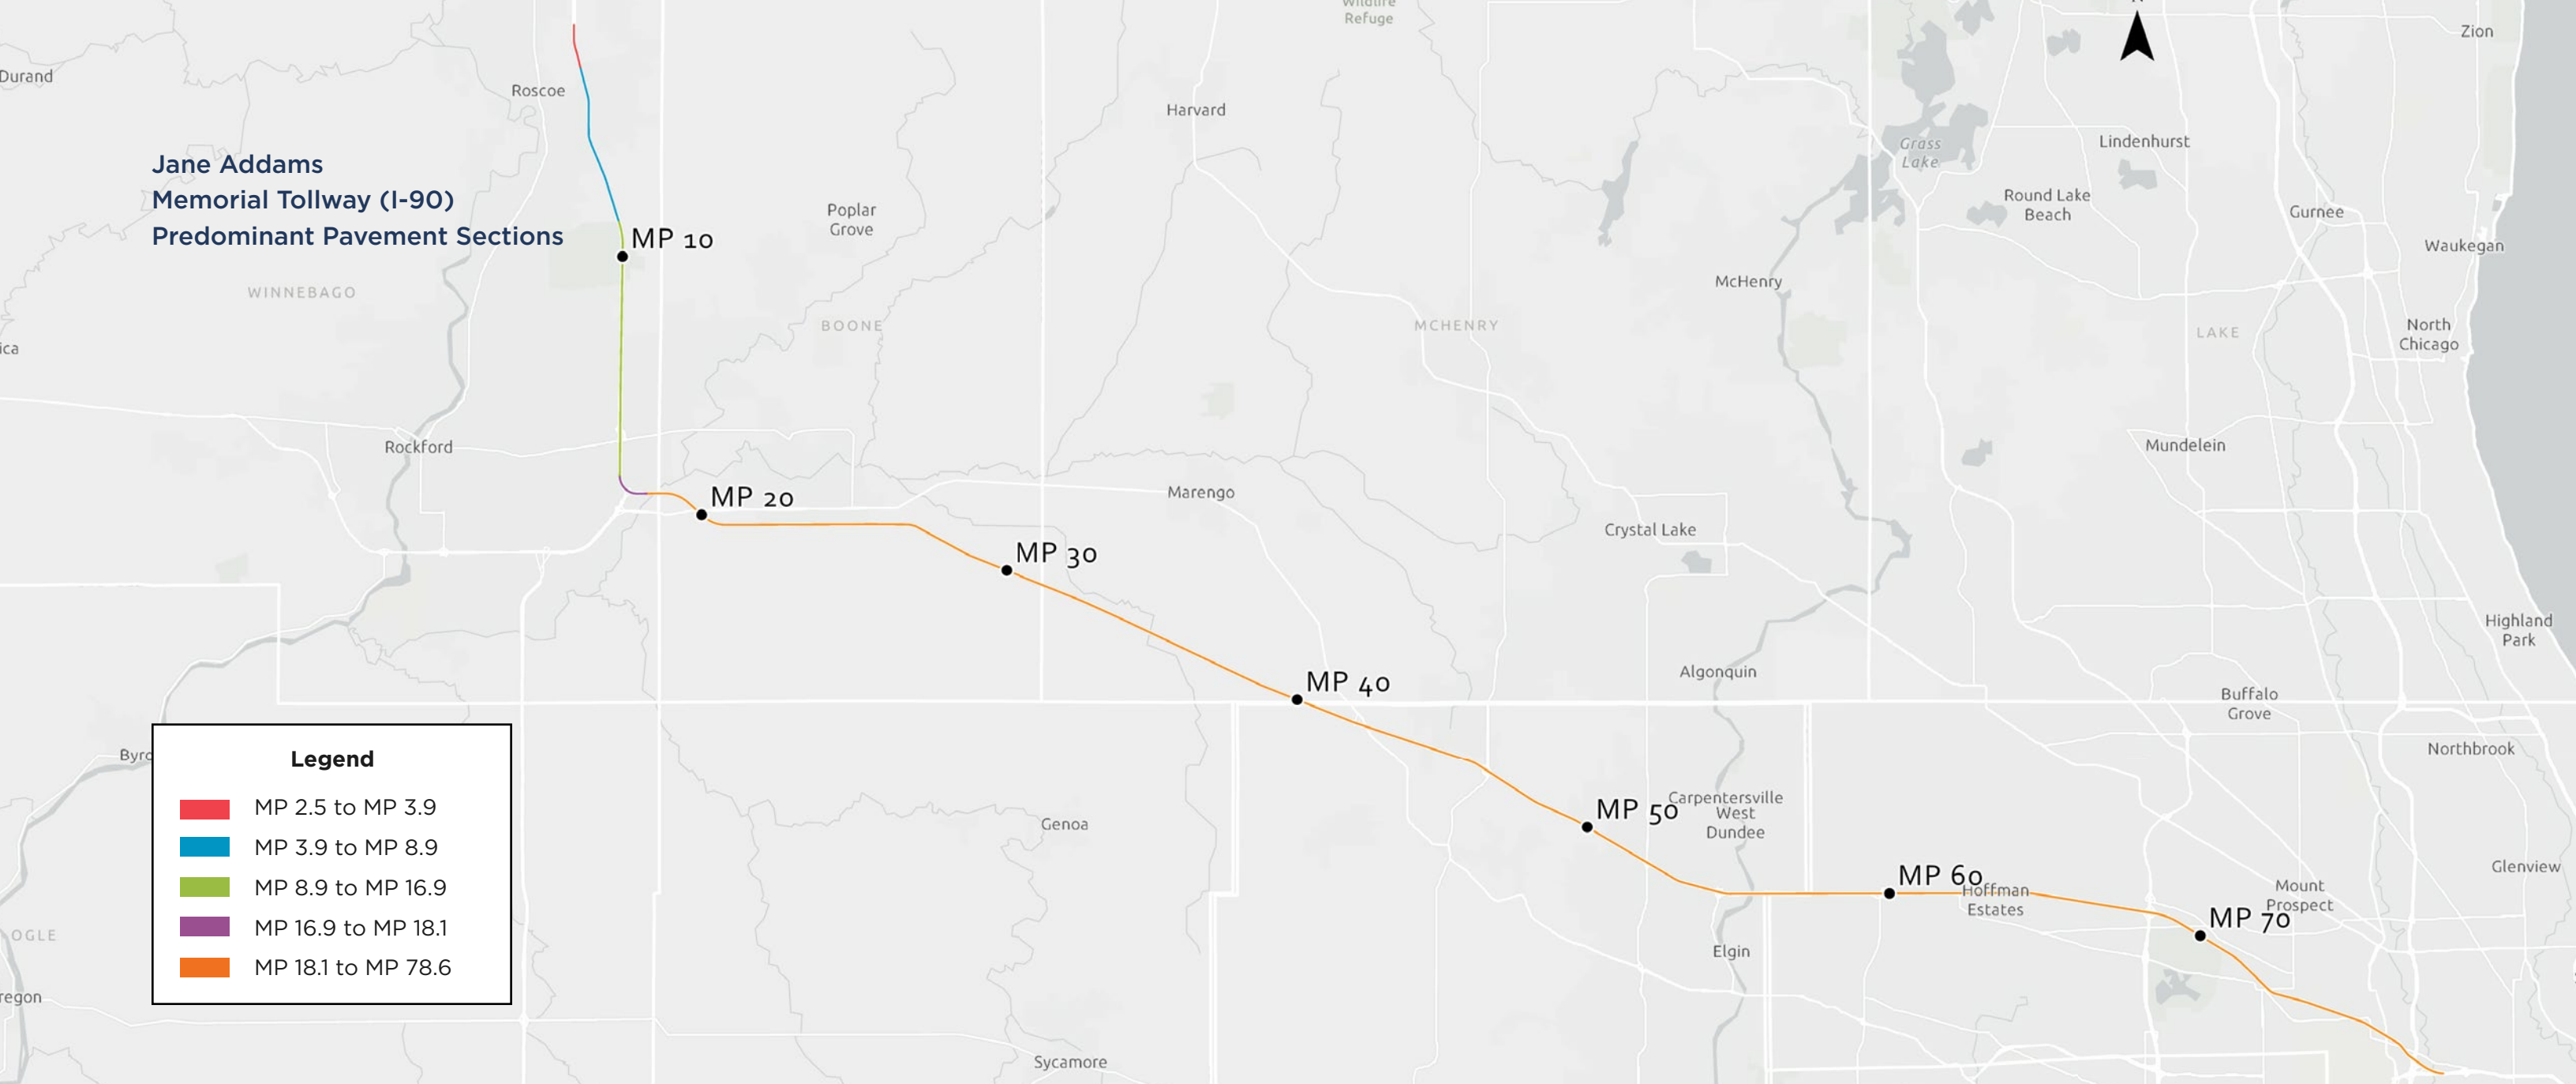 Wildlife
Refuge
N
Zion
Durand
Roscoe
Harvard
Grass
Lake
Lindenhurst
Jane Addams
Memorial Tollway (I-90)
Predominant Pavement Sections
Poplar
Grove
Round Lake
Beach
Gurnee
Waukegan
MP 10
McHenry
WINNEBAGO
BOONE
MCHENRY
LAKE
North
Chicago
ica
Rockford
Mundelein
MP 20
Marengo
Crystal Lake
MP 30
Highland
Park
MP 40
Algonquin
Buffalo
Grove
Northbrook
Byro
Legend
MP 2.5 to MP 3.9
MP 3.9 to MP 8.9
MP 8.9 to MP 16.9
MP 16.9 to MP 18.1
MP 18.1 to MP 78.6
Genoa
MP 50
Carpentersville
West
Dundee
MP 60
Hoffman
Estates
Mount
Prospect
Glenview
MP 70
OGLE
Elgin
regon
Sycamore